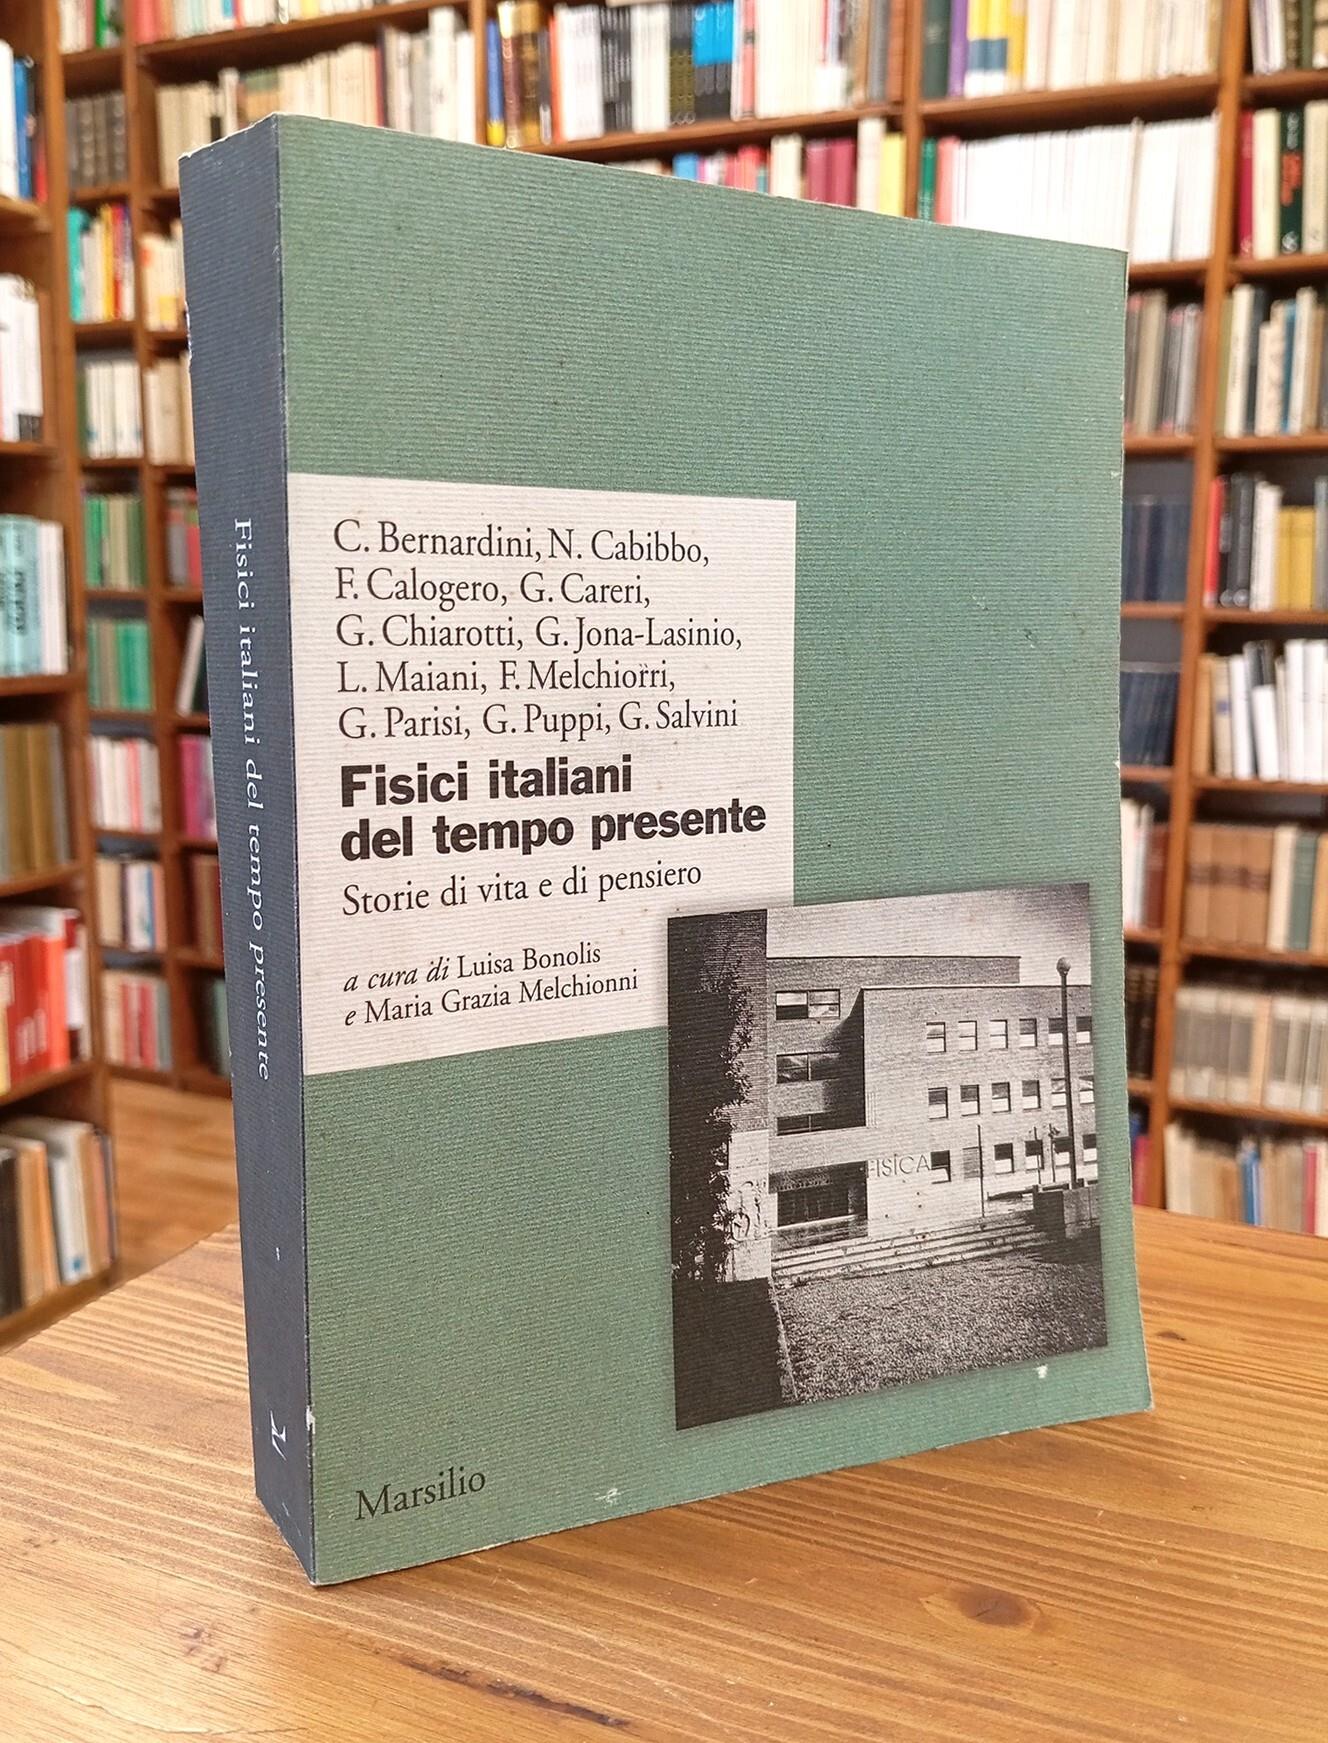 C. Bernardini, N. Cabibbo,
F. Calogero, G. Careri,
G. Chiarotti, G. Jona-Lasinio,
L. Maiani, F. Melchiorri,
G. Parisi, G. Puppi, G. Salvini
Fisici italiani
del tempo presente
Storie di vita e di pensiero
a cura di Luisa Bonolis
e Maria Grazia Melchionni
FISICA
Marsilio
Fisici italiani del tempo presente